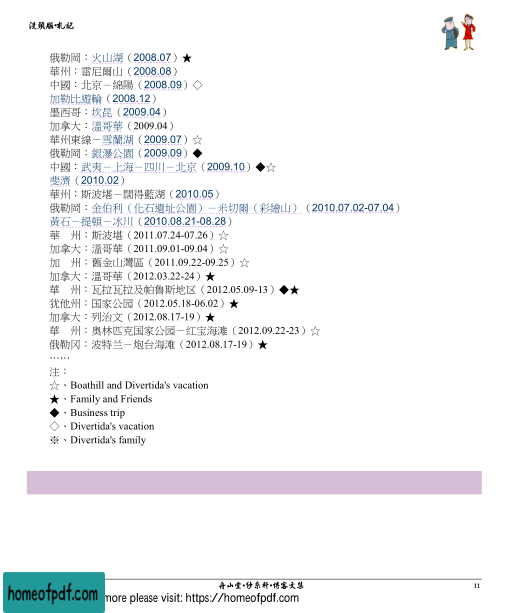 没頭腦札記
俄勒岡：火山湖（2008.07）★
華州：雷尼爾山（2008.08）
中國：北京－綿陽（2008.09）◇
加勒比遊輪（2008.12）
墨西哥：坎昆（2009.04）
加拿大：溫哥華（2009.04）
華州東線－雪蘭湖（2009.07）☆
俄勒岡：銀瀑公園（2009.09）◆
中國：武夷－上海－四川－北京（2009.10）◆☆
斐濟（2010.02）
華州：斯波堪－闊得藍湖（2010.05）
俄勒岡：金伯利（化石遺址公園）－米切爾（彩繪山）（2010.07.02-07.04）
黃石－提頓－冰川（2010.08.21-08.28）
華　州：斯波堪（2011.07.24-07.26）☆
加拿大：溫哥華（2011.09.01-09.04）☆
加　州：舊金山灣區（2011.09.22-09.25）☆
加拿大：溫哥華（2012.03.22-24）★
華　州：瓦拉瓦拉及帕魯斯地区（2012.05.09-13）◆★
犹他州：国家公园（2012.05.18-06.02）★
加拿大：列治文（2012.08.17-19）★
華　州：奥林匹克国家公园－红宝海滩（2012.09.22-23）☆
俄勒冈：波特兰－炮台海滩（2012.08.17-19）★
……
注：
☆、Boathill and Divertida's vacation
★、Family and Friends
◆、Business trip
◇、Divertida's vacation
※、Divertida's family
舟山堂•紗系軒•博客文集
11
homeofpdf.com
more please visit: https://homeofpdf.com